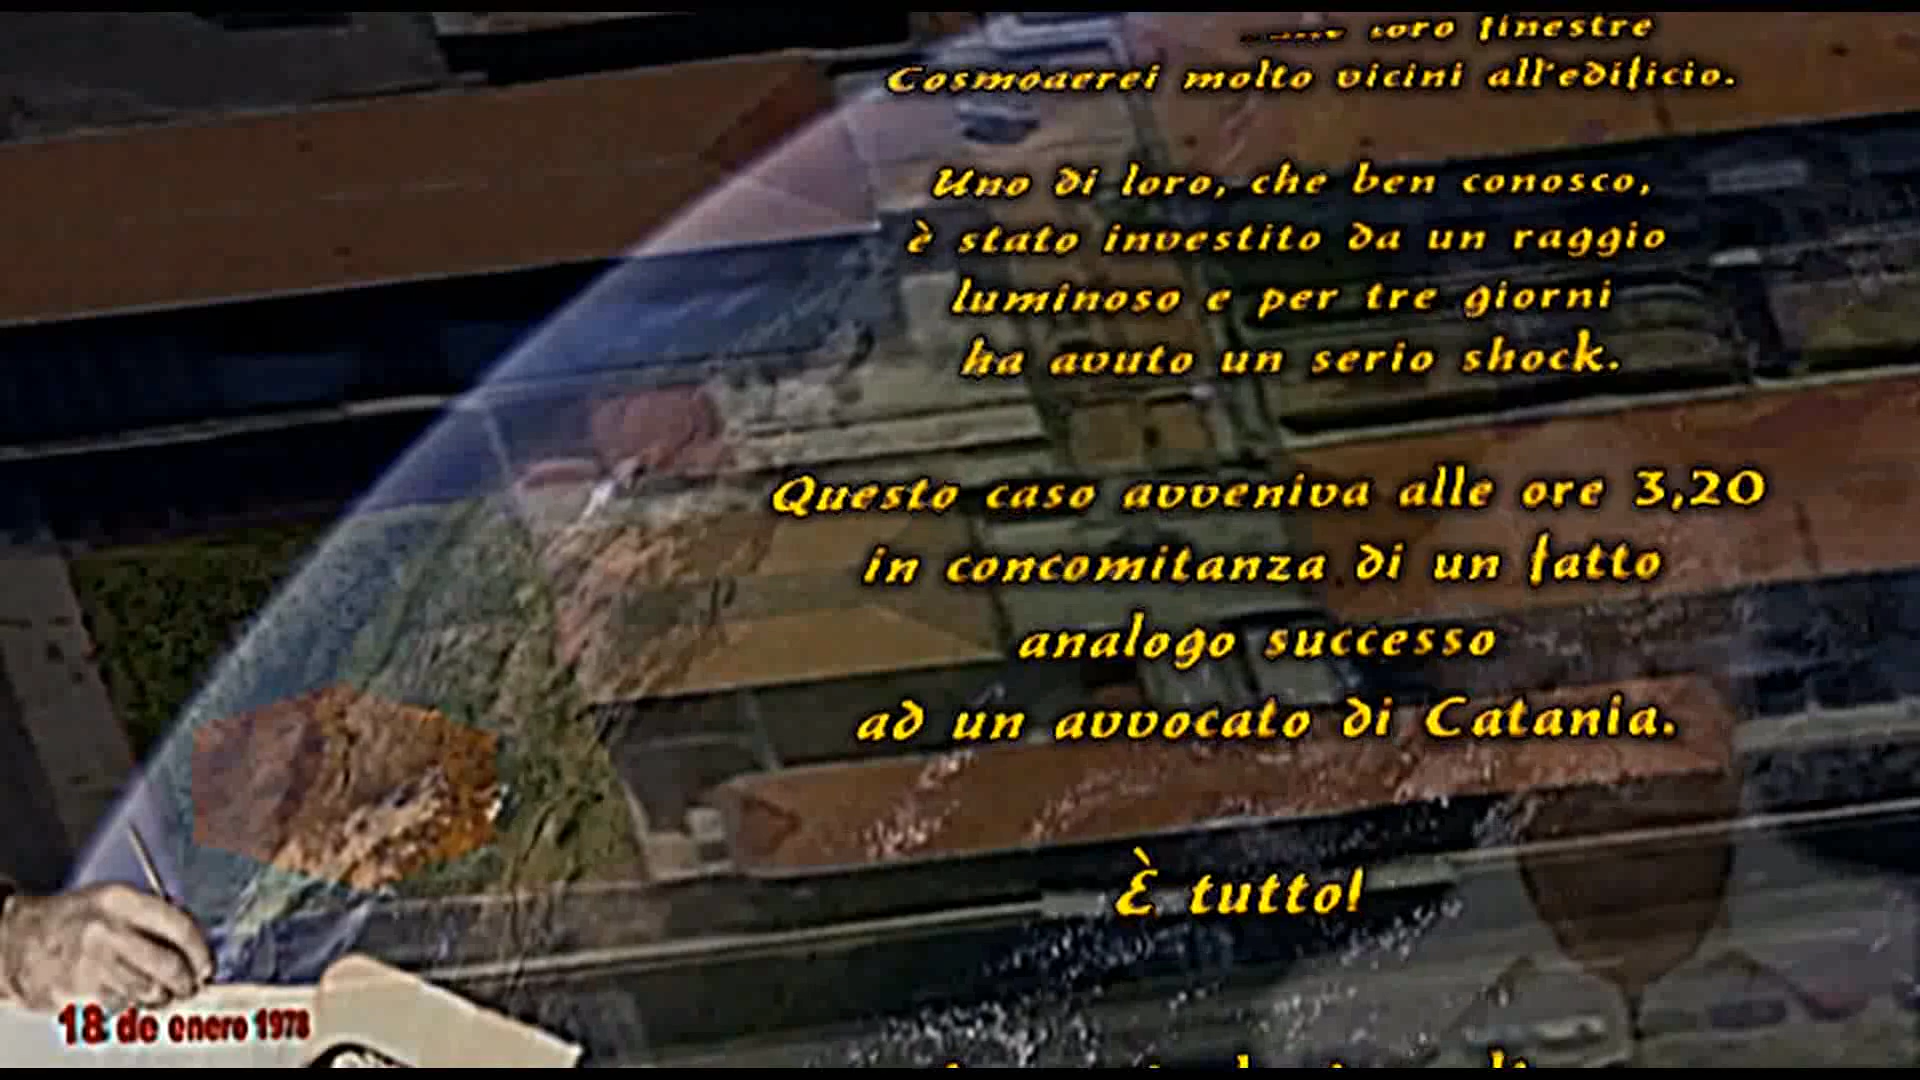 loro finestre
Cosmoaerei molto vicini all'edificio.
Uno di loro, che ben conosco,
è stato investito da un raggio
luminoso e per tre giorni
ha avuto un serio shock.
Questo caso avveniva alle ore 3,20
in concomitanza di un fatto
analogo successo
ad un avvocato di Catania.
È tutto!
18 de enero 1978